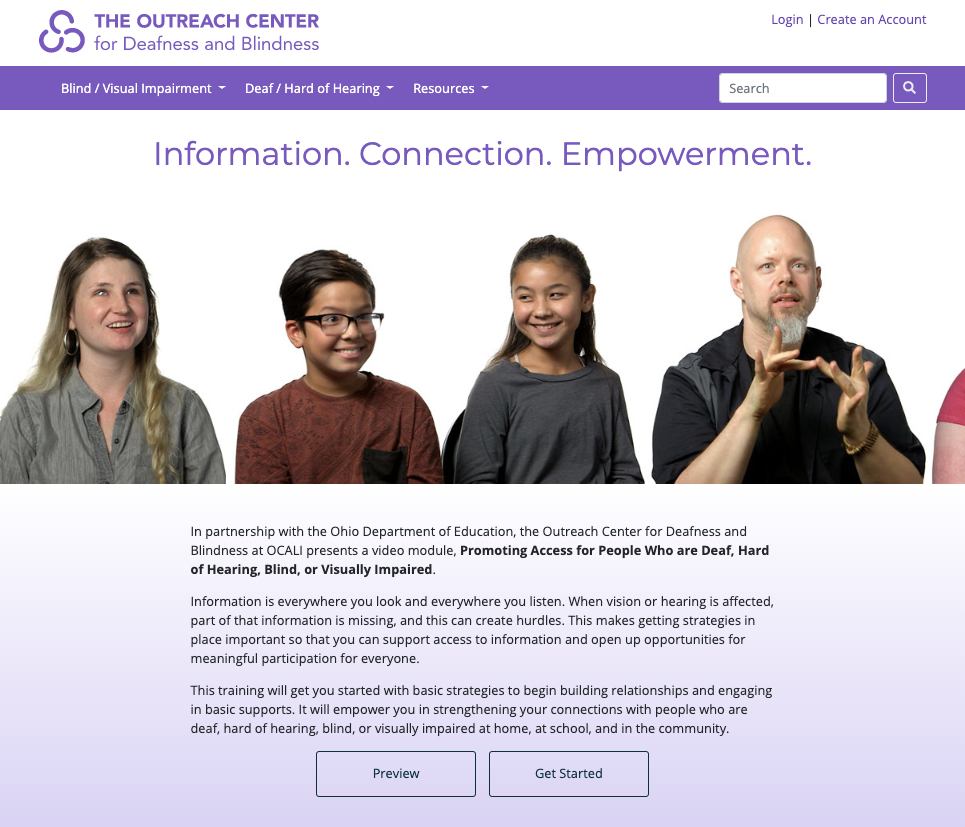 THE OUTREACH CENTER
for Deafness and Blindness
Login | Create an Account
Blind / Visual Impairment Deaf / Hard of Hearing Resources Search
Information. Connection. Empowerment.
In partnership with the Ohio Department of Education, the Outreach Center for Deafness and
Blindness at OCALI presents a video module, Promoting Access for People Who are Deaf, Hard
of Hearing, Blind, or Visually Impaired.
Information is everywhere you look and everywhere you listen. When vision or hearing is affected,
part of that information is missing, and this can create hurdles. This makes getting strategies in
place important so that you can support access to information and open up opportunities for
meaningful participation for everyone.
This training will get you started with basic strategies to begin building relationships and engaging
in basic supports. It will empower you in strengthening your connections with people who are
deaf, hard of hearing, blind, or visually impaired at home, at school, and in the community.
Preview Get Started